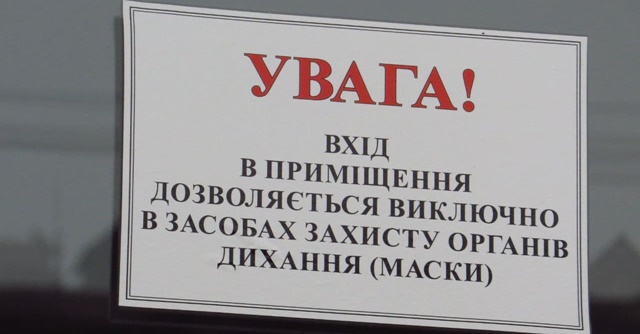 УВАГА!
ВХІД
В ПРИМІЩЕННЯ
ДОЗВОЛЯЄТЬСЯ ВИКЛЮЧНО
В ЗАСОБАХ ЗАХИСТУ ОРГАНІВ
ДИХАННЯ (МАСКИ)